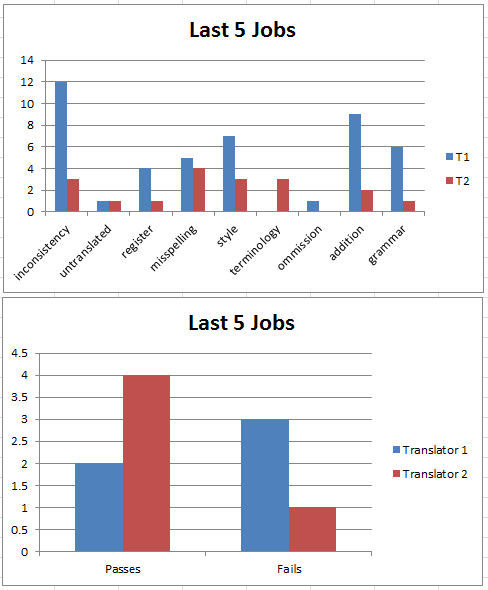 Last 5 Jobs
14
12
10
8
6
4
2
0
inconsistency
untranslated
register
misspelling
style
terminology
ommission
addition
grammar
T1
T2
Last 5 Jobs
4.5
4
3.5
3
2.5
2
1.5
1
0.5
0
Passes
Fails
Translator 1
Translator 2